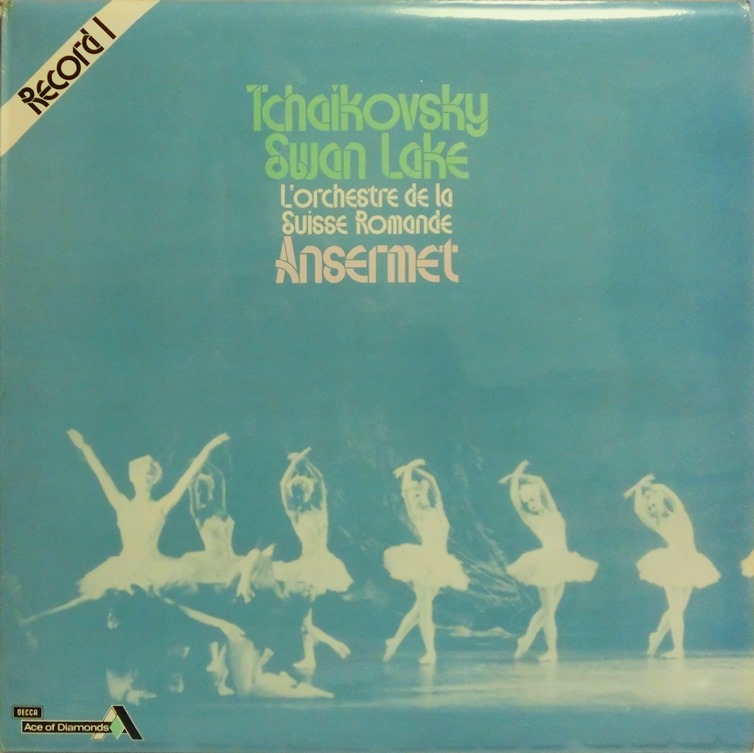 Record 1
Tchaikovsky
Swan Lake
L'orchestre de la
Suisse Romande
Ansermet
DECCA
Ace of Diamonds